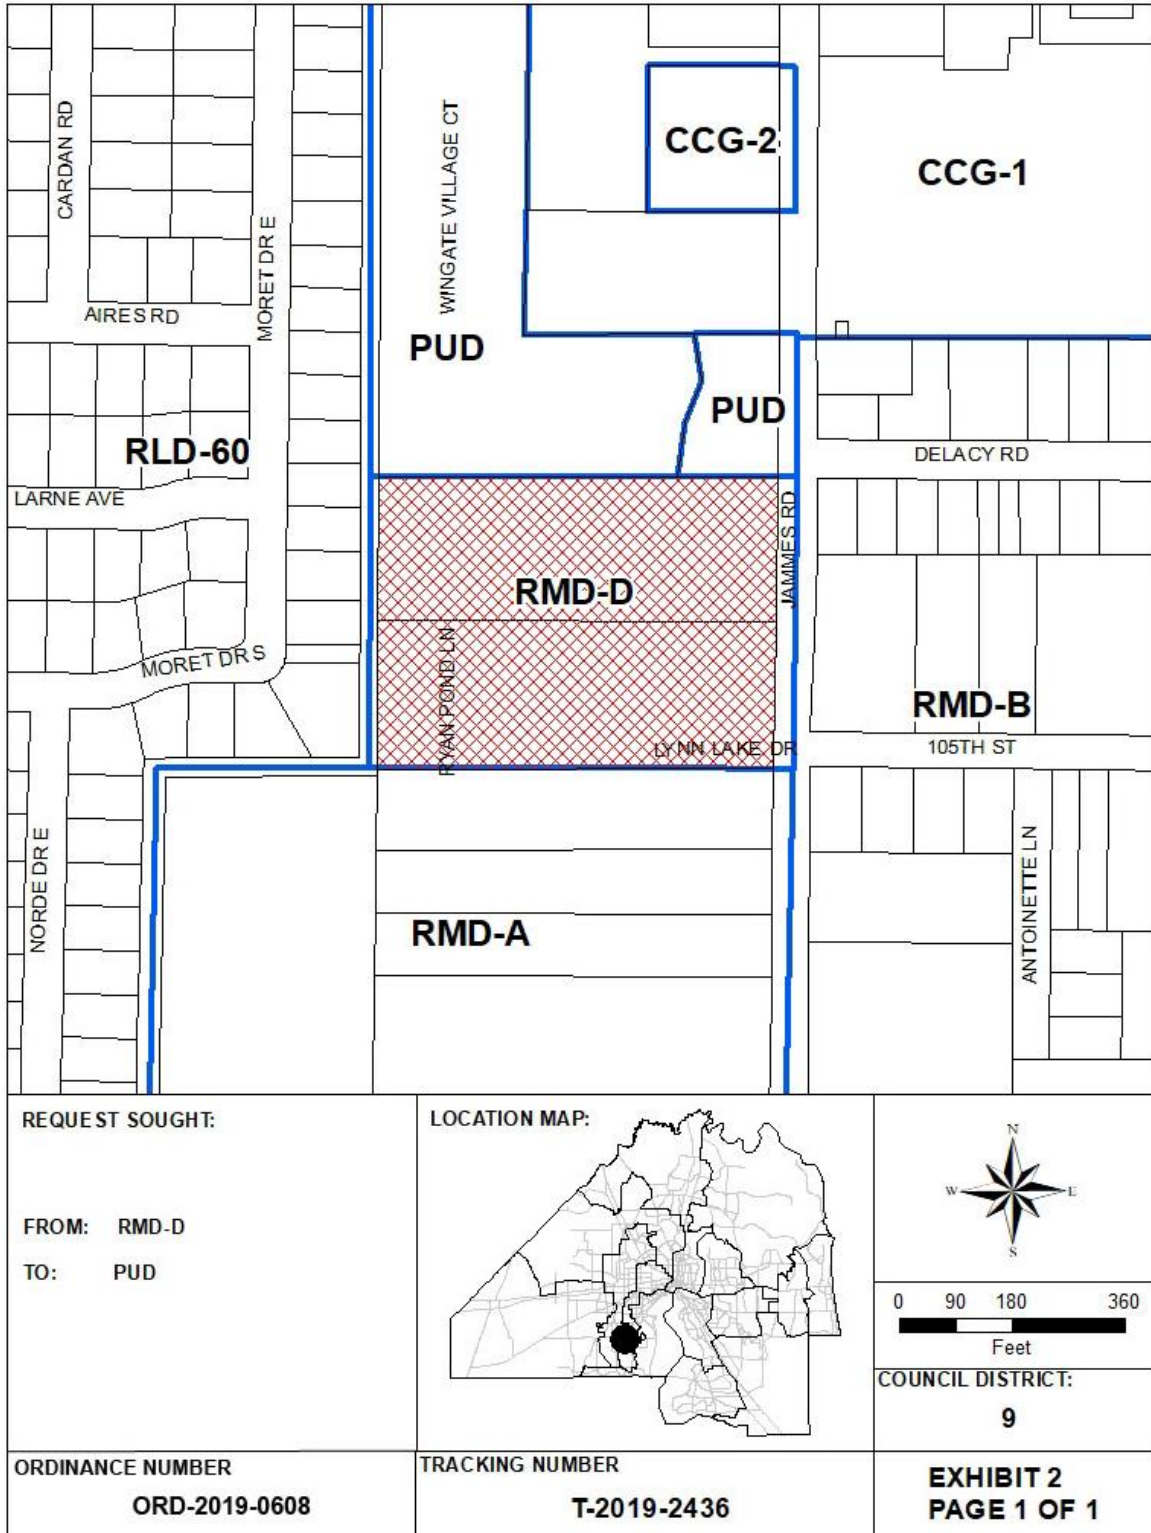 CARDAN RD
MORET DR E
WINGATE VILLAGE CT
CCG-2
CCG-1
AIRES RD
PUD
PUD
RLD-60
DELACY RD
LARNE AVE
JAMMES RD
RMD-D
RYAN POND LN
MORET DR S
RMD-B
LYNN LAKE DR
105TH ST
NORDE DR E
ANTOINETTE LN
RMD-A
REQUEST SOUGHT:
FROM: RMD-D
TO: PUD
LOCATION MAP:
N
W E
S
0 90 180 360
Feet
COUNCIL DISTRICT:
9
ORDINANCE NUMBER
ORD-2019-0608
TRACKING NUMBER
T-2019-2436
EXHIBIT 2
PAGE 1 OF 1